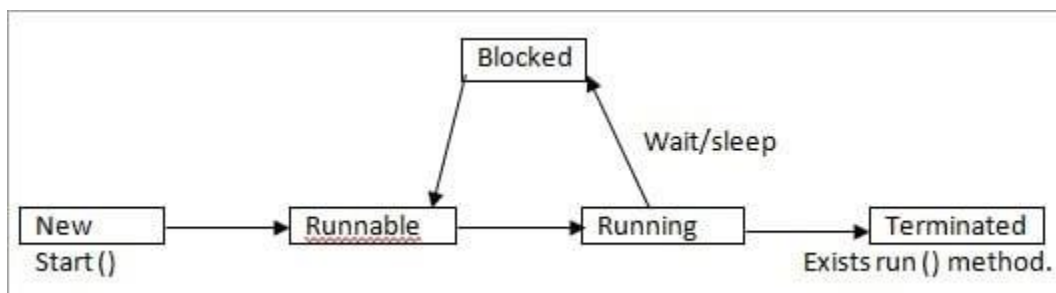 Blocked
Wait/sleep
New
Runnable
Running
Terminated
Start ()
Exists run () method.